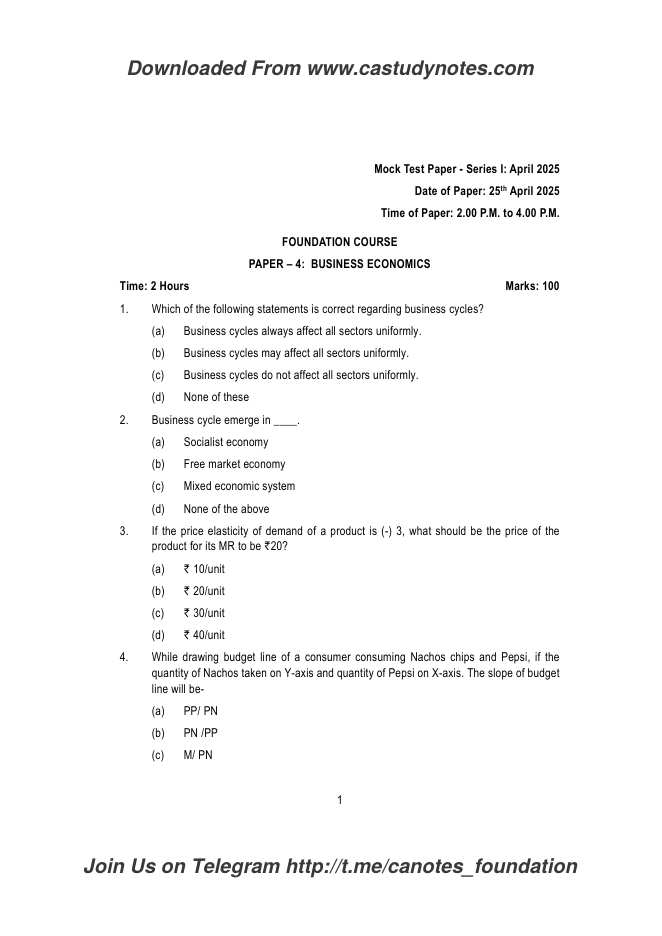 Downloaded From www.castudynotes.com
Mock Test Paper - Series I: April 2025
Date of Paper: 25th April 2025
Time of Paper: 2.00 P.M. to 4.00 P.M.
FOUNDATION COURSE
PAPER – 4: BUSINESS ECONOMICS
Time: 2 Hours Marks: 100
1. Which of the following statements is correct regarding business cycles?
(a) Business cycles always affect all sectors uniformly.
(b) Business cycles may affect all sectors uniformly.
(c) Business cycles do not affect all sectors uniformly.
(d) None of these
2. Business cycle emerge in ____.
(a) Socialist economy
(b) Free market economy
(c) Mixed economic system
(d) None of the above
3. If the price elasticity of demand of a product is (-) 3, what should be the price of the
product for its MR to be ₹20?
(a) ₹ 10/unit
(b) ₹ 20/unit
(c) ₹ 30/unit
(d) ₹ 40/unit
4. While drawing budget line of a consumer consuming Nachos chips and Pepsi, if the
quantity of Nachos taken on Y-axis and quantity of Pepsi on X-axis. The slope of budget
line will be-
(a) PP/ PN
(b) PN /PP
(c) M/ PN
1
Join Us on Telegram http://t.me/canotes_foundation